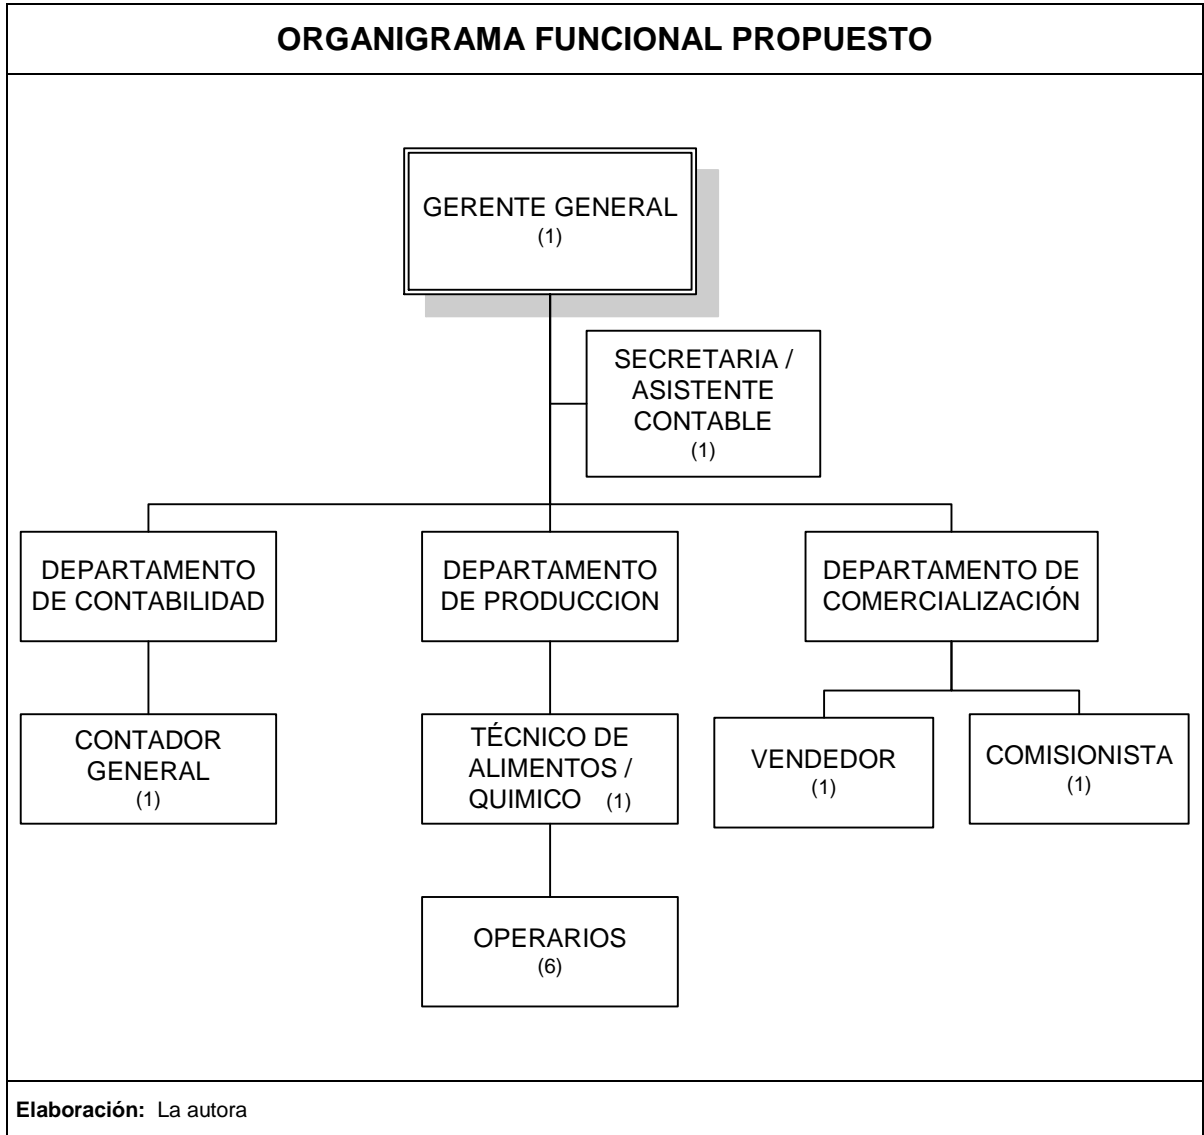 ORGANIGRAMA FUNCIONAL PROPUESTO
GERENTE GENERAL
(1)
SECRETARIA /
ASISTENTE
CONTABLE
(1)
DEPARTAMENTO
DE CONTABILIDAD
DEPARTAMENTO
DE PRODUCCION
DEPARTAMENTO DE
COMERCIALIZACIÓN
CONTADOR
GENERAL
(1)
TÉCNICO DE
ALIMENTOS /
QUIMICO (1)
VENDEDOR
(1)
COMISIONISTA
(1)
OPERARIOS
(6)
Elaboración: La autora